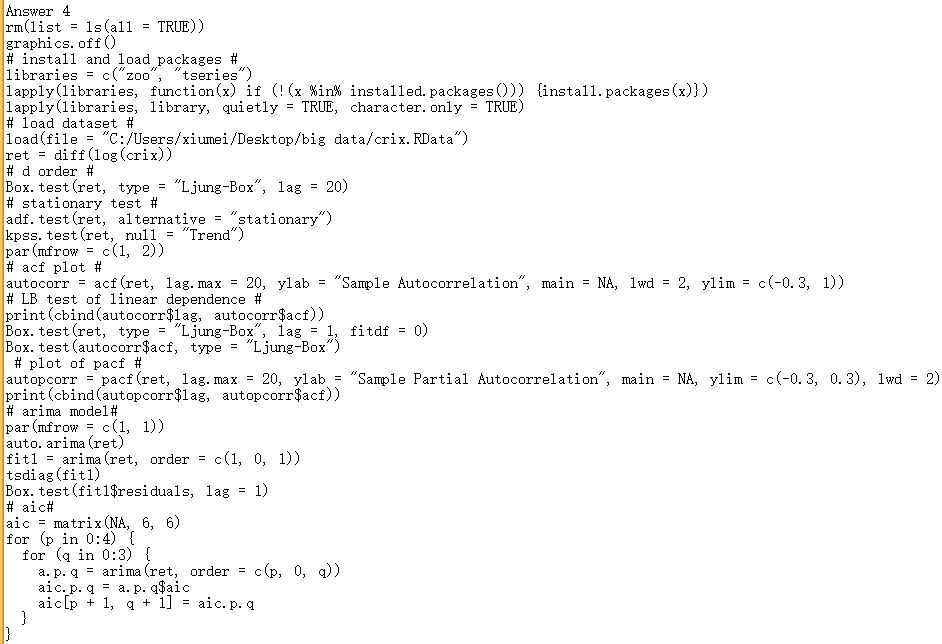 Answer 4
rm(list = ls(all = TRUE))
graphics.off()
# install and load packages #
libraries = c("zoo", "tseries")
lapply(libraries, function(x) if (!(x %in% installed.packages())) {install.packages(x)})
lapply(libraries, library, quietly = TRUE, character.only = TRUE)
# load dataset #
load(file = "C:/Users/xiumei/Desktop/big data/crix.RData")
ret = diff(log(crix))
# d order #
Box.test(ret, type = "Ljung-Box", lag = 20)
# stationary test #
adf.test(ret, alternative = "stationary")
kpss.test(ret, null = "Trend")
par(mfrow = c(1, 2))
# acf plot #
autocorr = acf(ret, lag.max = 20, ylab = "Sample Autocorrelation", main = NA, lwd = 2, ylim = c(-0.3, 1))
# LB test of linear dependence #
print(cbind(autocorr$lag, autocorr$acf))
Box.test(ret, type = "Ljung-Box", lag = 1, fitdf = 0)
Box.test(autocorr$acf, type = "Ljung-Box")
 # plot of pacf #
autopcorr = pacf(ret, lag.max = 20, ylab = "Sample Partial Autocorrelation", main = NA, ylim = c(-0.3, 0.3), lwd = 2)
print(cbind(autopcorr$lag, autopcorr$acf))
# arima model#
par(mfrow = c(1, 1))
auto.arima(ret)
fit1 = arima(ret, order = c(1, 0, 1))
tsdiag(fit1)
Box.test(fit1$residuals, lag = 1)
# aic#
aic = matrix(NA, 6, 6)
for (p in 0:4) {
  for (q in 0:3) {
    a.p.q = arima(ret, order = c(p, 0, q))
    aic.p.q = a.p.q$aic
    aic[p + 1, q + 1] = aic.p.q
  }
}